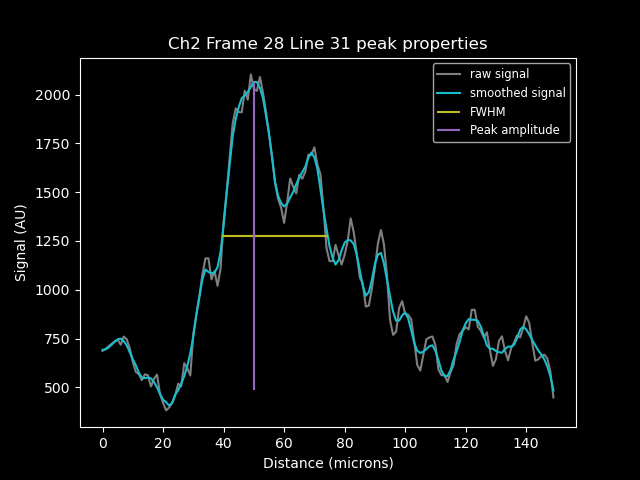 Ch2 Frame 28 Line 31 peak properties
raw signal
smoothed signal
FWHM
Peak amplitude
Signal (AU)
2000
1750
1500
1250
1000
750
500
0 20 40 60 80 100 120 140
Distance (microns)